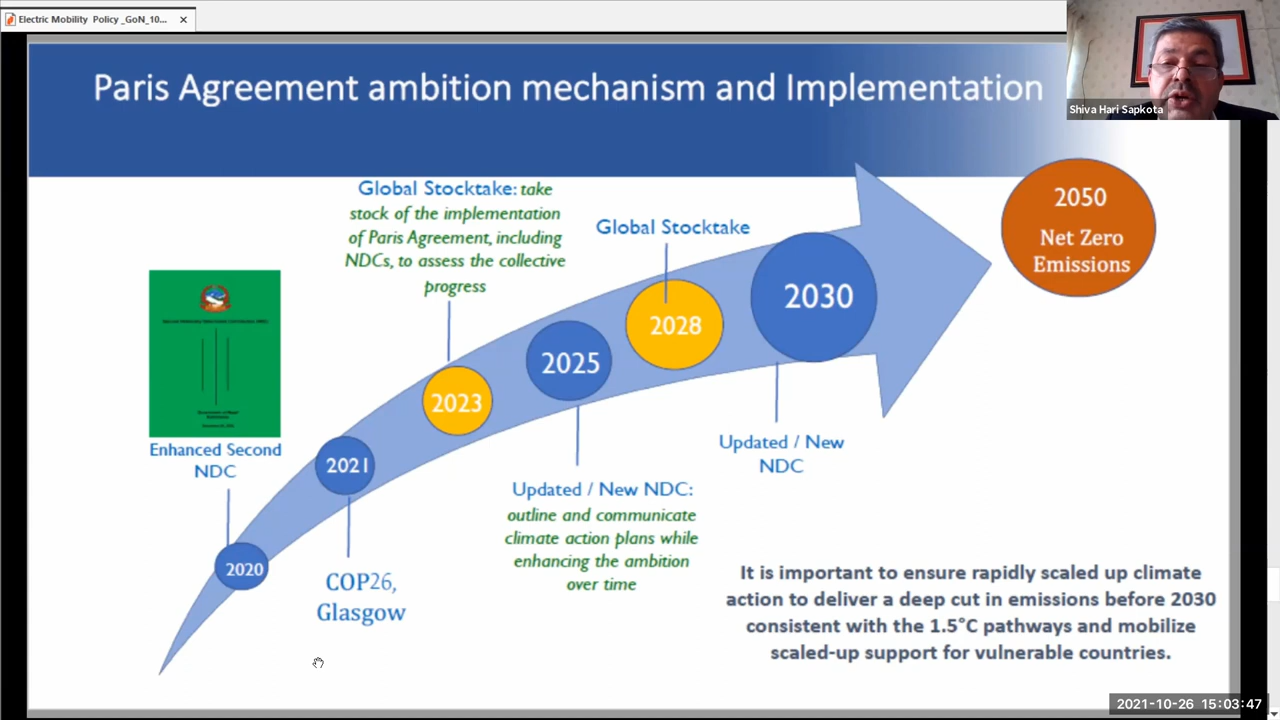 Electric Mobility Policy _GoN_10...
Shiva Hari Sapkota
Paris Agreement ambition mechanism and Implementation
Global Stocktake: take
stock of the implementation
of Paris Agreement, including
NDCs, to assess the collective
progress
Global Stocktake
2050
Net Zero
Emissions
2030
2028
2025
2023
2021
2020
Enhanced Second
NDC
COP26,
Glasgow
Updated / New NDC:
outline and communicate
climate action plans while
enhancing the ambition
over time
Updated / New
NDC
It is important to ensure rapidly scaled up climate
action to deliver a deep cut in emissions before 2030
consistent with the 1.5°C pathways and mobilize
scaled-up support for vulnerable countries.
2021-10-26 15:03:47